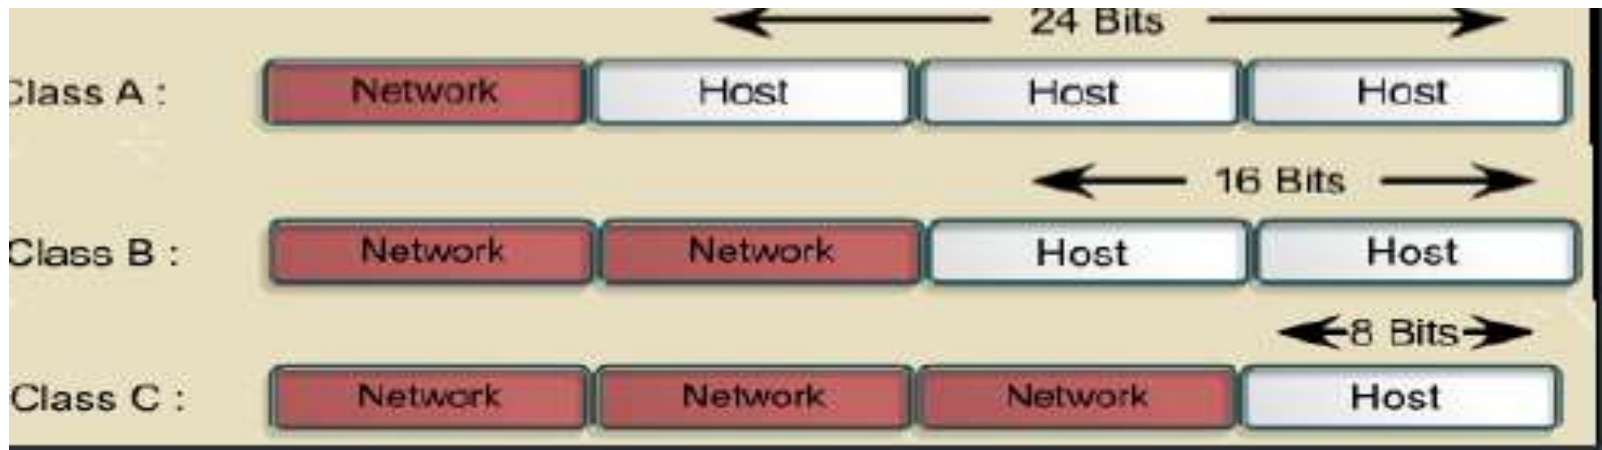 24 Bits
Class A : Network Host Host Host
16 Bits
Class B : Network Network Host Host
8 Bits
Class C : Network Network Network Host